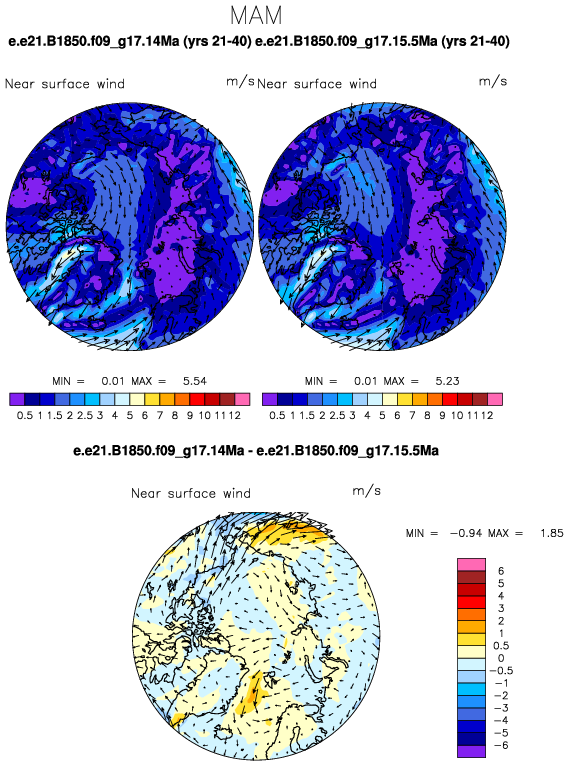 MAM
e.e21.B1850.f09_g17.14Ma (yrs 21-40) e.e21.B1850.f09_g17.15.5Ma (yrs 21-40)
Near surface wind m/s Near surface wind m/s
MIN = 0.01 MAX = 5.54 MIN = 0.01 MAX = 5.23
0.5 1 1.5 2 2.5 3 4 5 6 7 8 9 10 11 12 0.5 1 1.5 2 2.5 3 4 5 6 7 8 9 10 11 12
e.e21.B1850.f09_g17.14Ma - e.e21.B1850.f09_g17.15.5Ma
Near surface wind m/s
MIN = -0.94 MAX = 1.85
6
5
4
3
2
1
0.5
0
-0.5
-1
-2
-3
-4
-5
-6